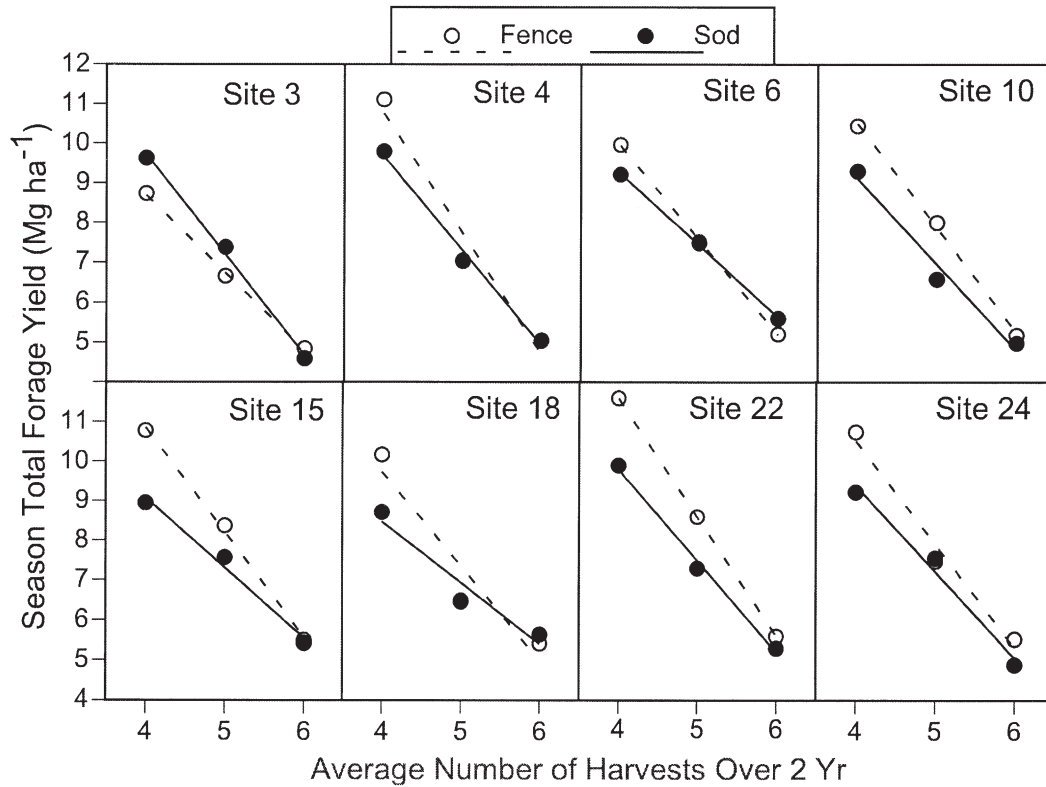 Fence Sod
12
11
10
9
8
7
6
5
Site 3 Site 4 Site 6 Site 10
11
10
9
8
7
6
5
4
Site 15 Site 18 Site 22 Site 24
4 5 6 4 5 6 4 5 6 4 5 6
Season Total Forage Yield (Mg ha-1)
Average Number of Harvests Over 2 Yr